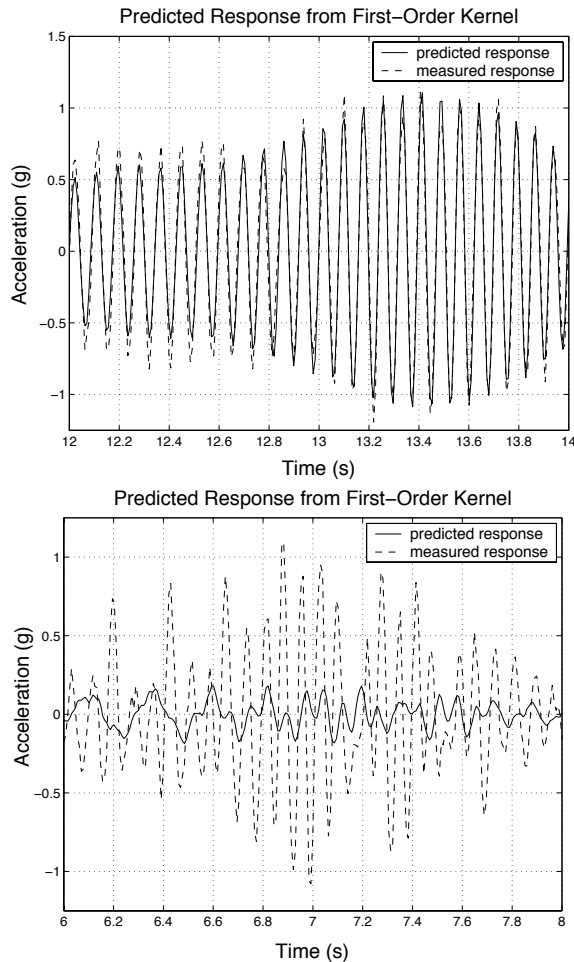 Predicted Response from First−Order Kernel
1.5
predicted response
measured response
1
0.5
0
−0.5
−1
Acceleration (g)
12 12.2 12.4 12.6 12.8 13 13.2 13.4 13.6 13.8 14
Time (s)
Predicted Response from First−Order Kernel
predicted response
measured response
1
0.5
0
−0.5
−1
Acceleration (g)
6 6.2 6.4 6.6 6.8 7 7.2 7.4 7.6 7.8 8
Time (s)